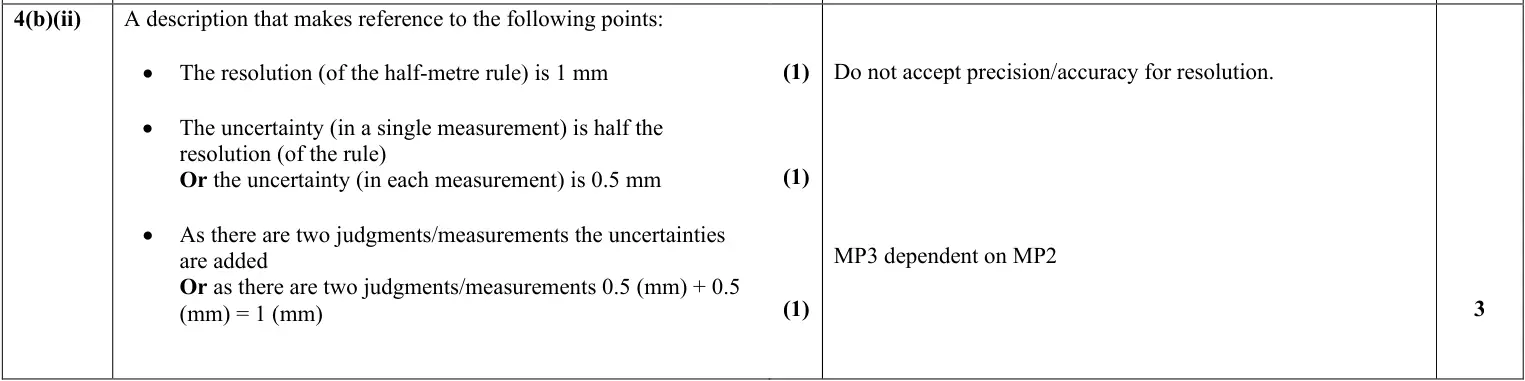 4(b)(ii) A description that makes reference to the following points:
• The resolution (of the half-metre rule) is 1 mm (1) Do not accept precision/accuracy for resolution.
• The uncertainty (in a single measurement) is half the
resolution (of the rule)
Or the uncertainty (in each measurement) is 0.5 mm (1)
• As there are two judgments/measurements the uncertainties
are added MP3 dependent on MP2
Or as there are two judgments/measurements 0.5 (mm) + 0.5
(mm) = 1 (mm) (1) 3